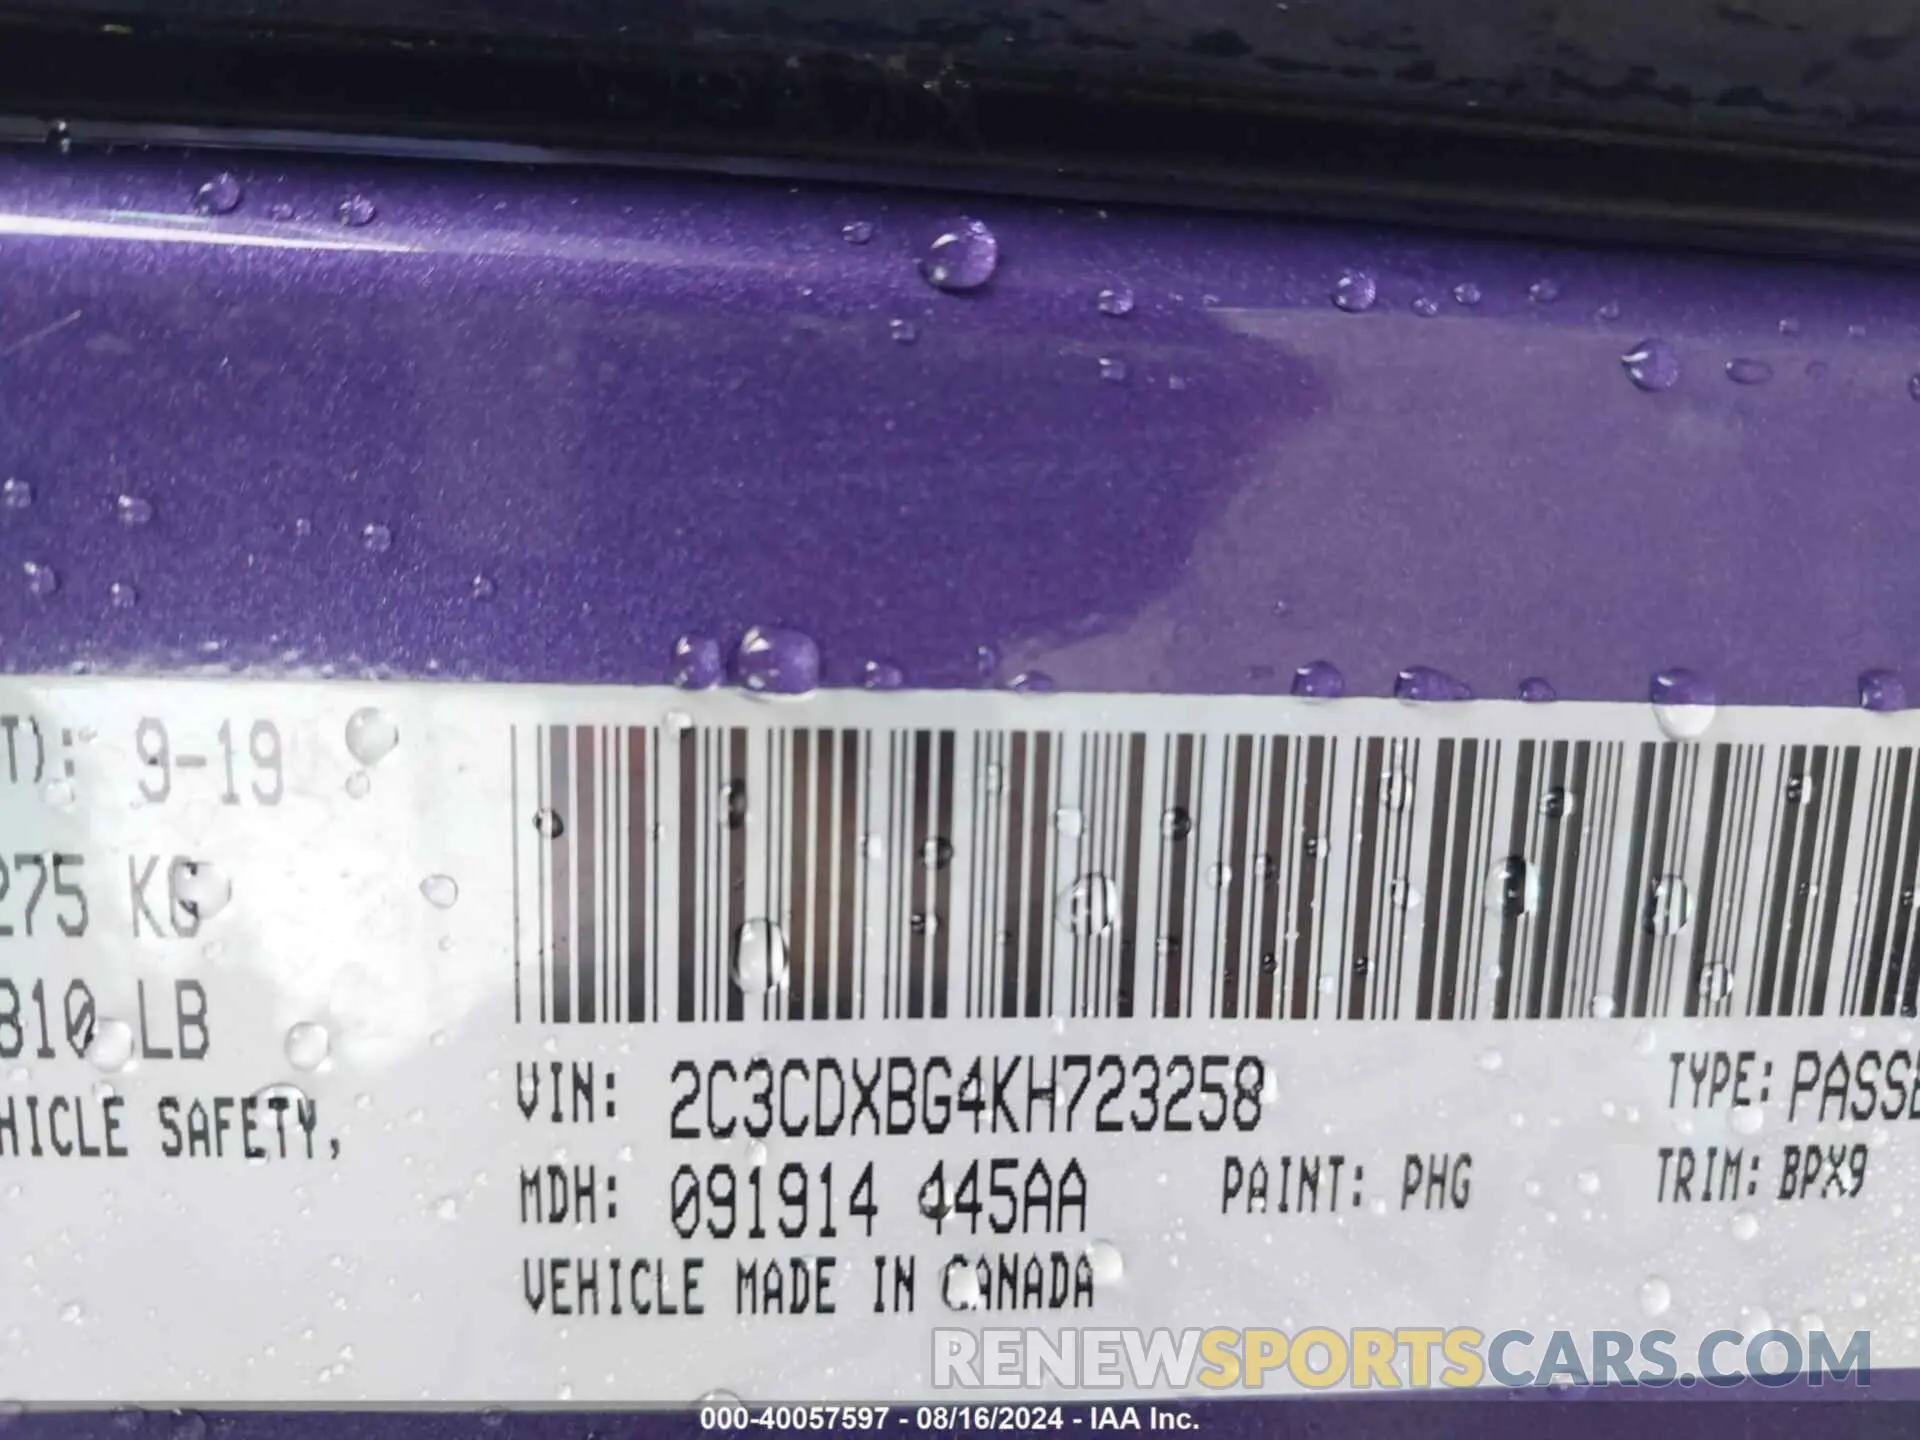 T): 9-19
275 KG
810 LB
HICLE SAFETY,
VIN: 2C3CDXBG4KH723258
TYPE: PASSE
MDH: 091914 445AA
PAINT: PHG
TRIM: BPX9
VEHICLE MADE IN CANADA
RENEWSPORTSCARS.COM
000-40057597 - 08/16/2024 - IAA Inc.